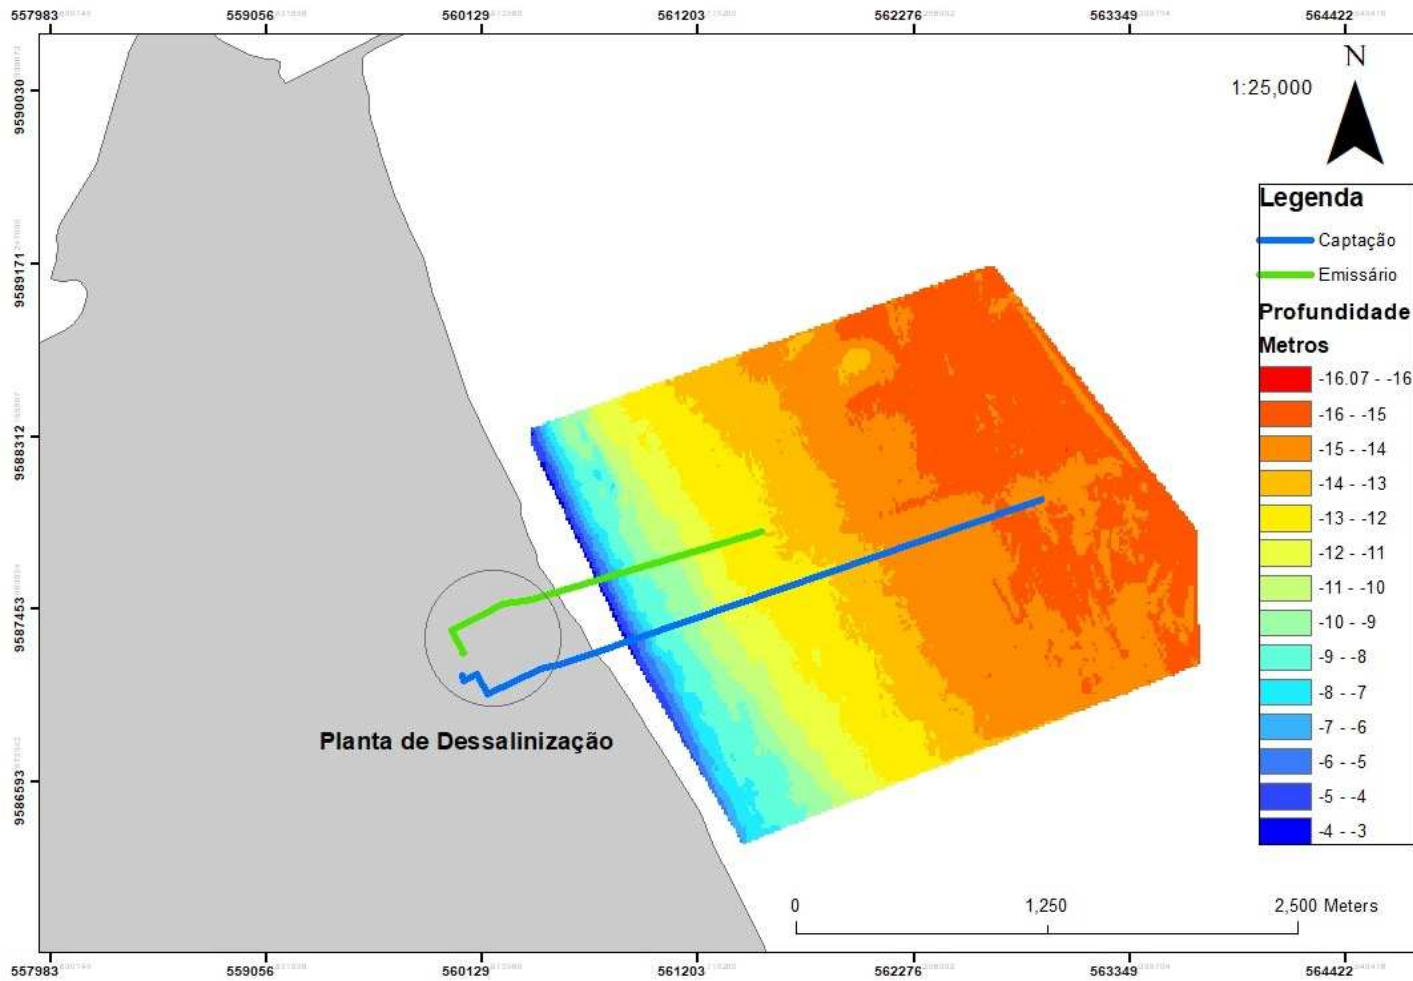 557983 559056 560129 561203 562276 563349 564422
1:25,000
N
9590030
9589171
9588312
9587453
9586593
Legenda
Captação
Emissário
Profundidade
Metros
-16.07 - -16
-16 - -15
-15 - -14
-14 - -13
-13 - -12
-12 - -11
-11 - -10
-10 - -9
-9 - -8
-8 - -7
-7 - -6
-6 - -5
-5 - -4
-4 - -3
Planta de Dessalinização
0 1,250 2,500 Meters
557983 559056 560129 561203 562276 563349 564422